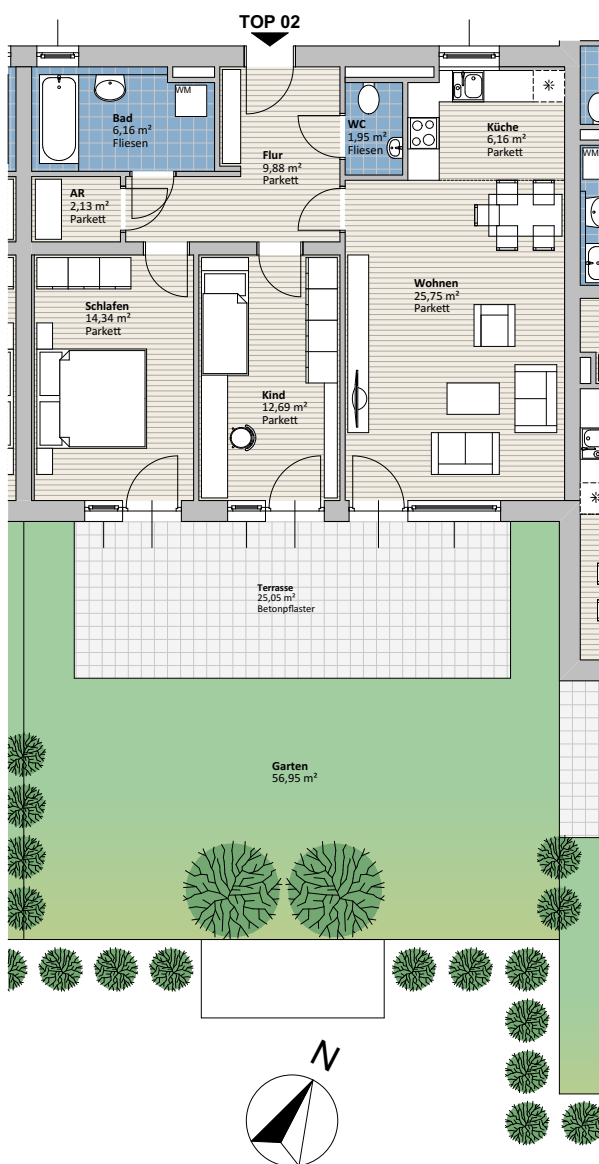 TOP 02
WM
Bad
6,16 m²
Fliesen
WC
1,95 m²
Fliesen
Küche
6,16 m²
Parkett
Flur
9,88 m²
Parkett
WM
AR
2,13 m²
Parkett
Wohnen
25,75 m²
Parkett
Schlafen
14,34 m²
Parkett
Kind
12,69 m²
Parkett
Terrasse
25,05 m²
Betonpflaster
Garten
56,95 m²
N